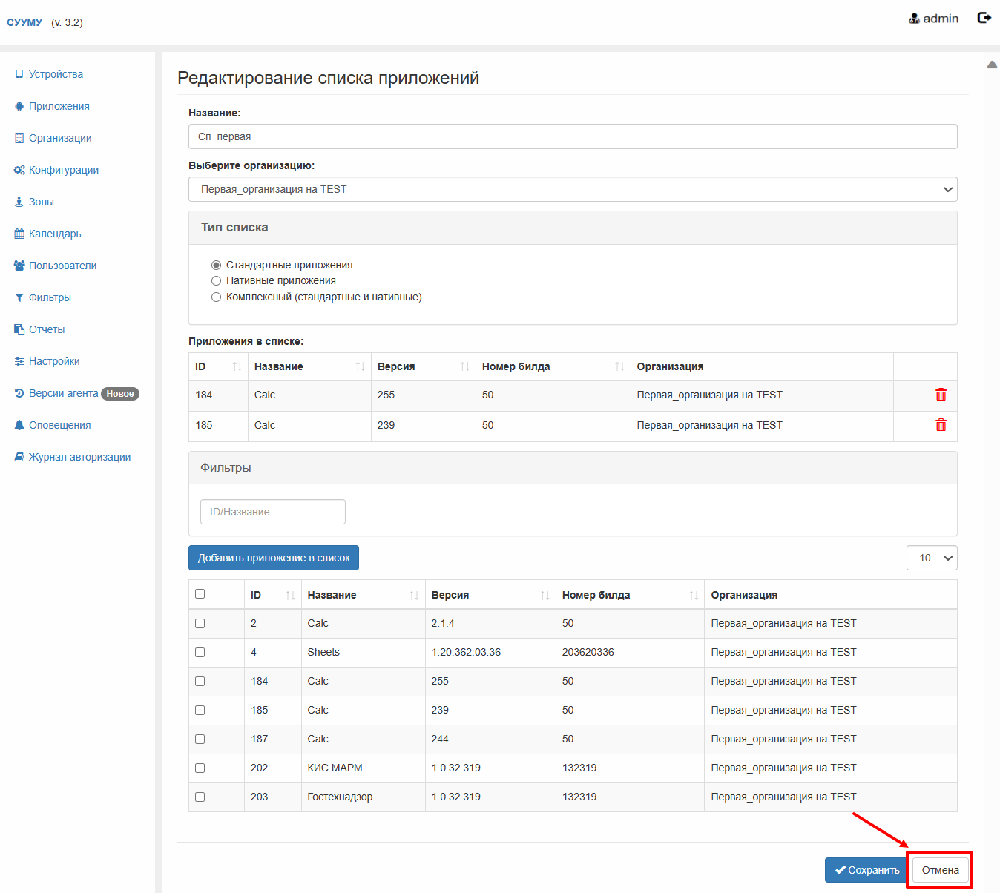 СУУМУ (v. 3.2)
admin
Устройства
Приложения
Организации
Конфигурации
Зоны
Календарь
Пользователи
Фильтры
Отчеты
Настройки
Версии агента Новое
Оповещения
Журнал авторизации
Редактирование списка приложений
Название:
Сп_первая
Выберите организацию:
Первая_организация на TEST
Тип списка
Стандартные приложения
Нативные приложения
Комплексный (стандартные и нативные)
Приложения в списке:
ID Название Версия Номер билда Организация
184 Calc 255 50 Первая_организация на TEST
185 Calc 239 50 Первая_организация на TEST
Фильтры
ID/Название
Добавить приложение в список 10
ID Название Версия Номер билда Организация
2 Calc 2.1.4 50 Первая_организация на TEST
4 Sheets 1.20.362.03.36 203620336 Первая_организация на TEST
184 Calc 255 50 Первая_организация на TEST
185 Calc 239 50 Первая_организация на TEST
187 Calc 244 50 Первая_организация на TEST
202 КИС МАРМ 1.0.32.319 132319 Первая_организация на TEST
203 Гостехнадзор 1.0.32.319 132319 Первая_организация на TEST
Сохранить Отмена